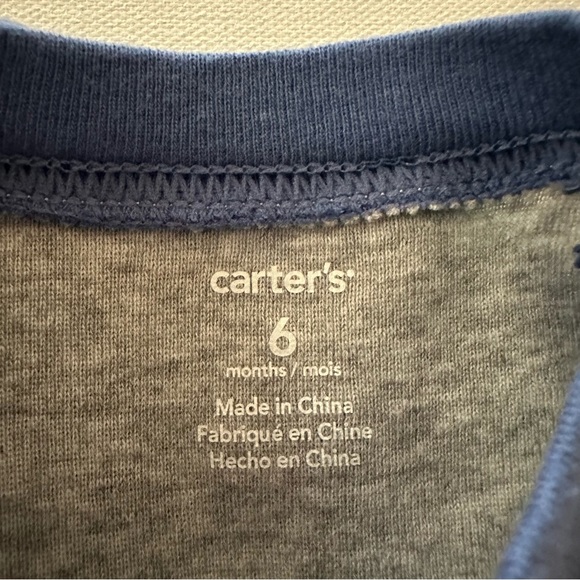 carter's
6
months / mois
Made in China
Fabriqué en Chine
Hecho en China